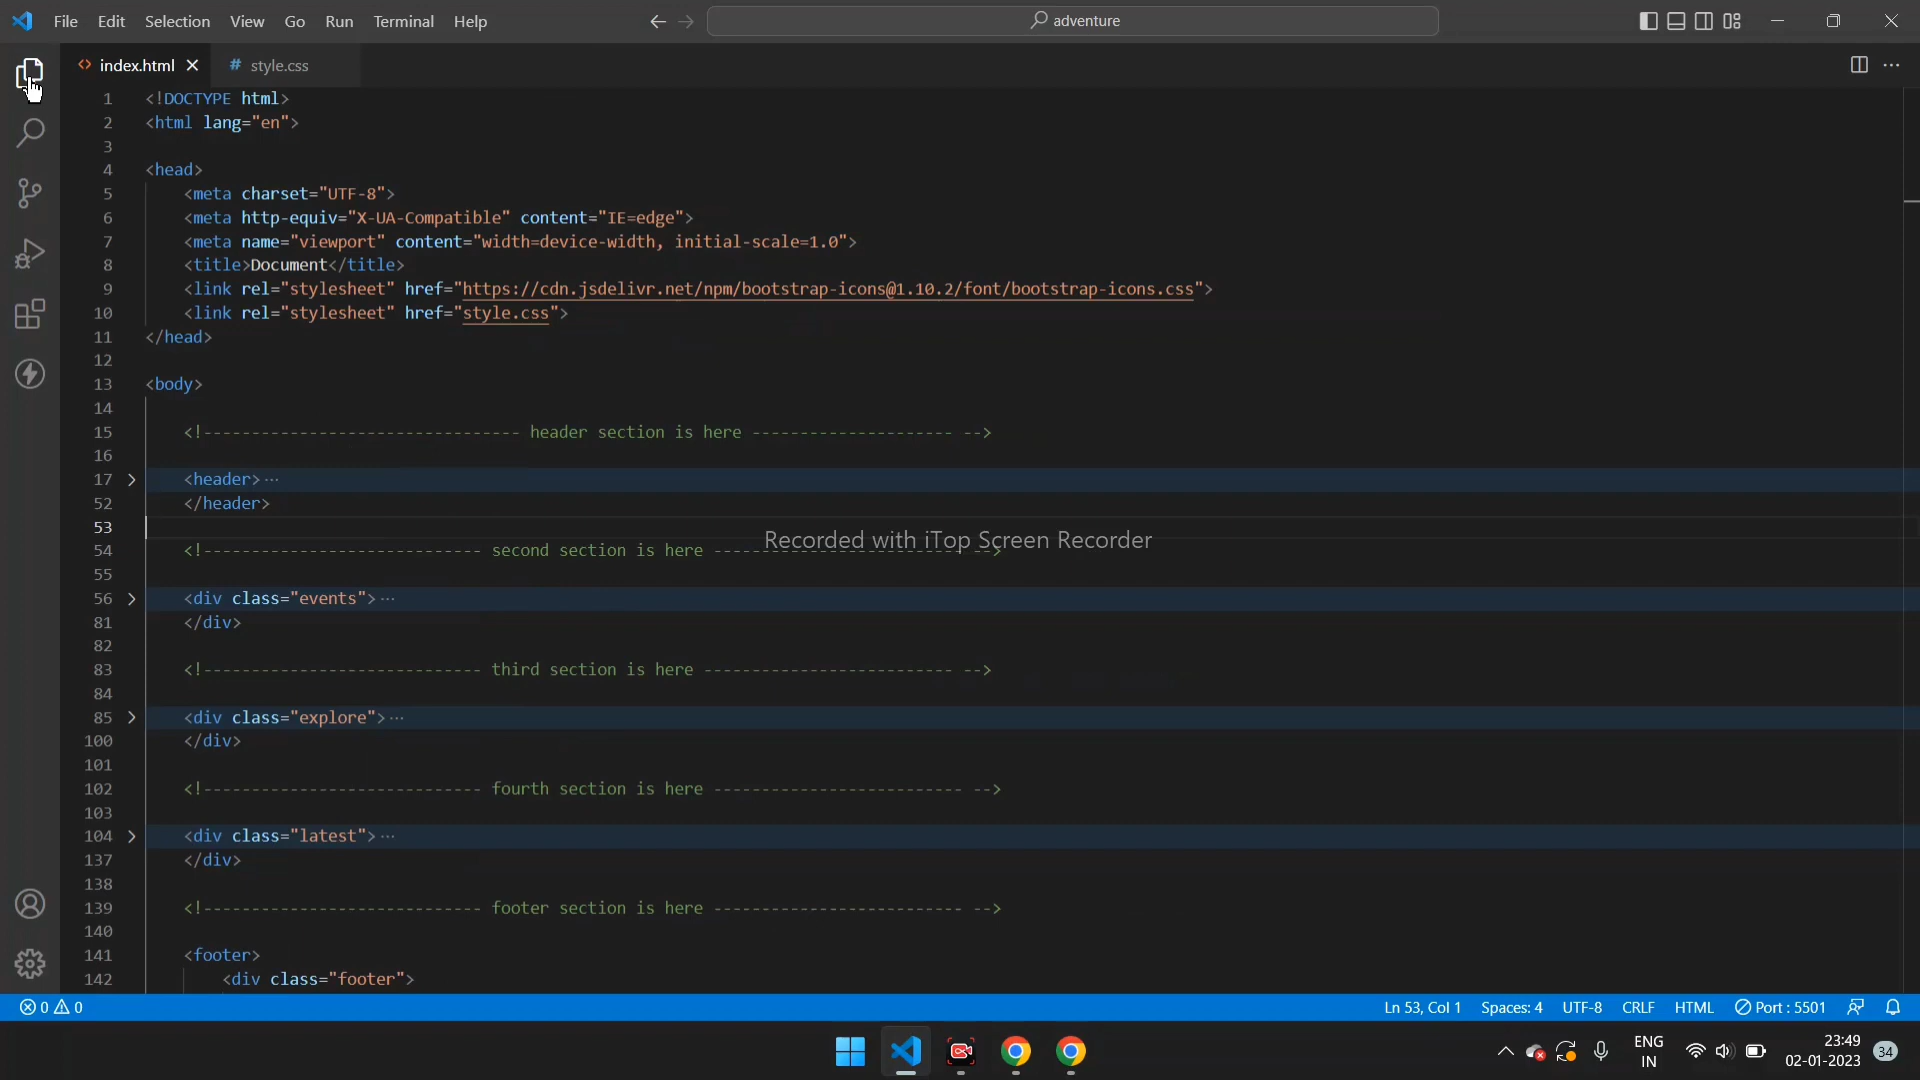 File Edit Selection View Go Run Terminal Help
adventure
index.html
# style.css
1 <!DOCTYPE html>
2 <html lang="en">
3
4 <head>
5 <meta charset="UTF-8">
6 <meta http-equiv="X-UA-Compatible" content="IE=edge">
7 <meta name="viewport" content="width=device-width, initial-scale=1.0">
8 <title>Document</title>
9 <link rel="stylesheet" href="https://cdn.jsdelivr.net/npm/bootstrap-icons@1.10.2/font/bootstrap-icons.css">
10 <link rel="stylesheet" href="style.css">
11 </head>
12
13 <body>
14
15 <!--------------------------------- header section is here --------------------- -->
16
17 <header> ...
52 </header>
53
Recorded with iTop Screen Recorder
54 <!----------------------------- second section is here -------------------------- -->
55
56 <div class="events"> ...
81 </div>
82
83 <!----------------------------- third section is here -------------------------- -->
84
85 <div class="explore"> ...
100 </div>
101
102 <!----------------------------- fourth section is here -------------------------- -->
103
104 <div class="latest"> ...
137 </div>
138
139 <!----------------------------- footer section is here -------------------------- -->
140
141 <footer>
142 <div class="footer">
0 0 Ln 53, Col 1 Spaces: 4 UTF-8 CRLF HTML Port : 5501
ENG
IN
23:49
02-01-2023
34